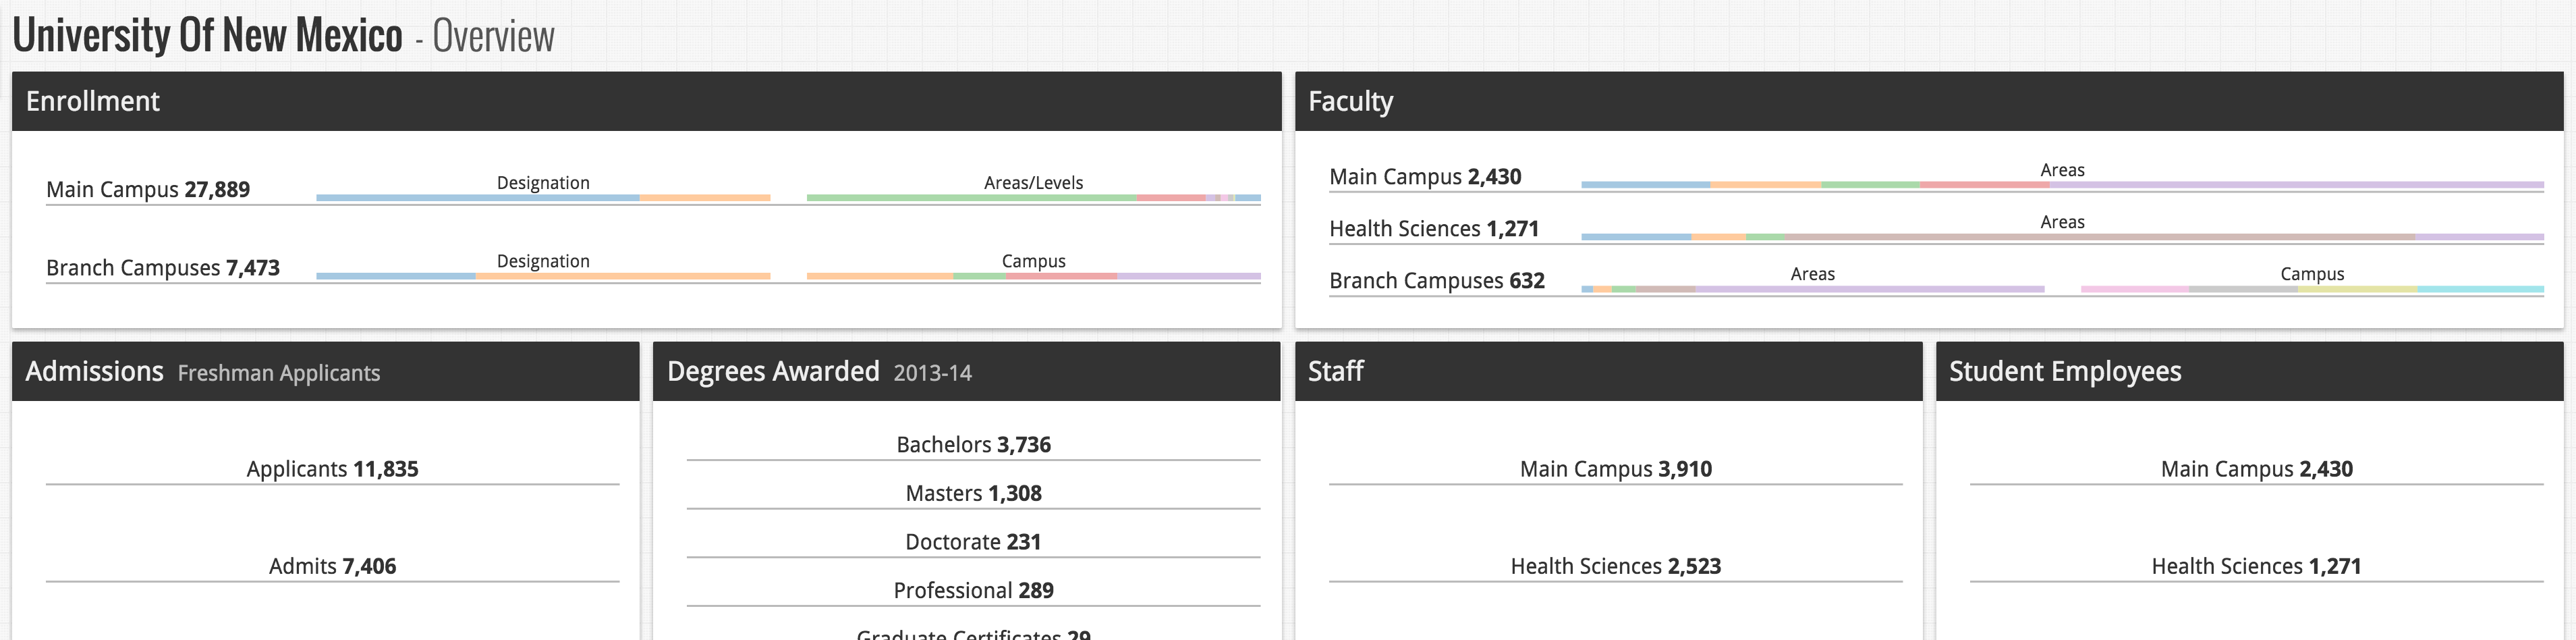 University Of New Mexico - Overview
Enrollment
Main Campus 27,889
Designation
Areas/Levels
Branch Campuses 7,473
Designation
Campus
Faculty
Main Campus 2,430
Areas
Health Sciences 1,271
Areas
Branch Campuses 632
Areas
Campus
Admissions Freshman Applicants
Applicants 11,835
Admits 7,406
Degrees Awarded 2013-14
Bachelors 3,736
Masters 1,308
Doctorate 231
Professional 289
Graduate Certificates 29
Staff
Main Campus 3,910
Health Sciences 2,523
Student Employees
Main Campus 2,430
Health Sciences 1,271